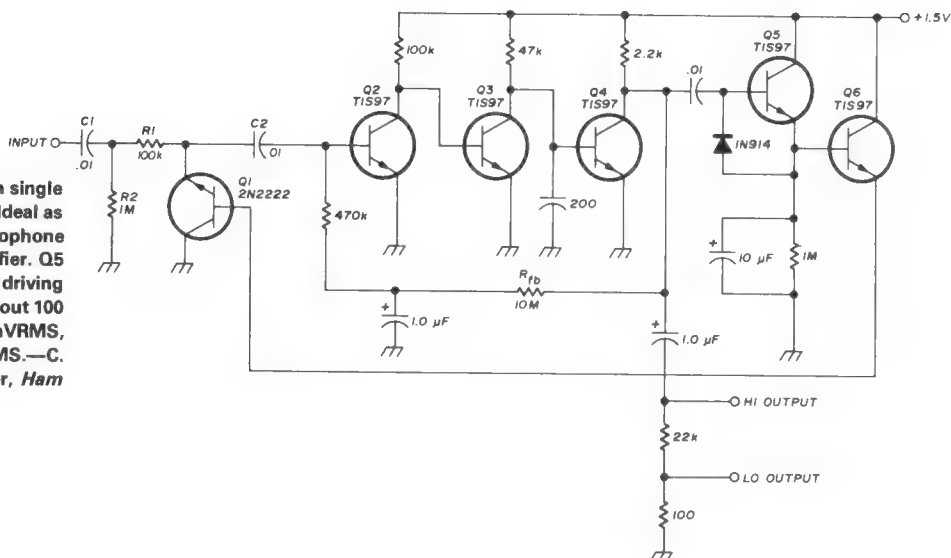 n single
Ideal as
ophone
fier. Q5
driving
out 100
nVRMS,
MS.—C.
r, Ham
+1.5V
100k
47k
2.2k
Q2
TIS97
Q3
TIS97
Q4
TIS97
.01
Q5
TIS97
Q6
TIS97
INPUT
C1
.01
R1
100k
C2
.01
R2
1M
Q1
2N2222
1N914
470k
200
10 µF
1M
Rfb
10M
1.0 µF
1.0 µF
HI OUTPUT
22k
LO OUTPUT
100